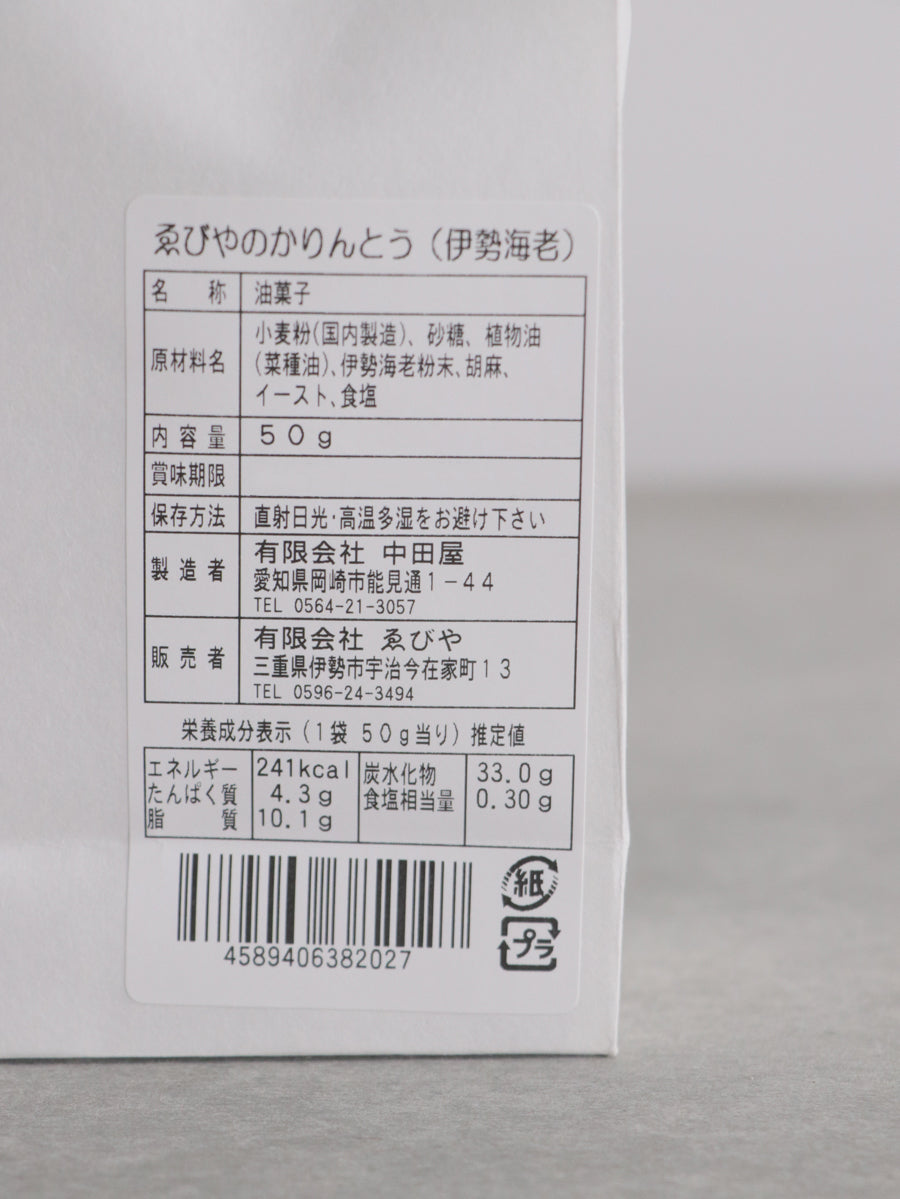 ゑびやのかりんとう（伊勢海老）
名　称　油菓子
原材料名　小麦粉(国内製造)、砂糖、植物油
(菜種油)、伊勢海老粉末、胡麻、
イースト、食塩
内容量　５０ｇ
賞味期限
保存方法　直射日光・高温多湿をお避け下さい
製造者　有限会社 中田屋
愛知県岡崎市能見通１－４４
TEL 0564-21-3057
販売者　有限会社 ゑびや
三重県伊勢市宇治今在家町１３
TEL 0596-24-3494
栄養成分表示（１袋 ５０ｇ当り）推定値
エネルギー　241kcal　炭水化物　33.0ｇ
たんぱく質　4.3ｇ　食塩相当量　0.30ｇ
脂　質　10.1ｇ
紙
プラ
4589406382027